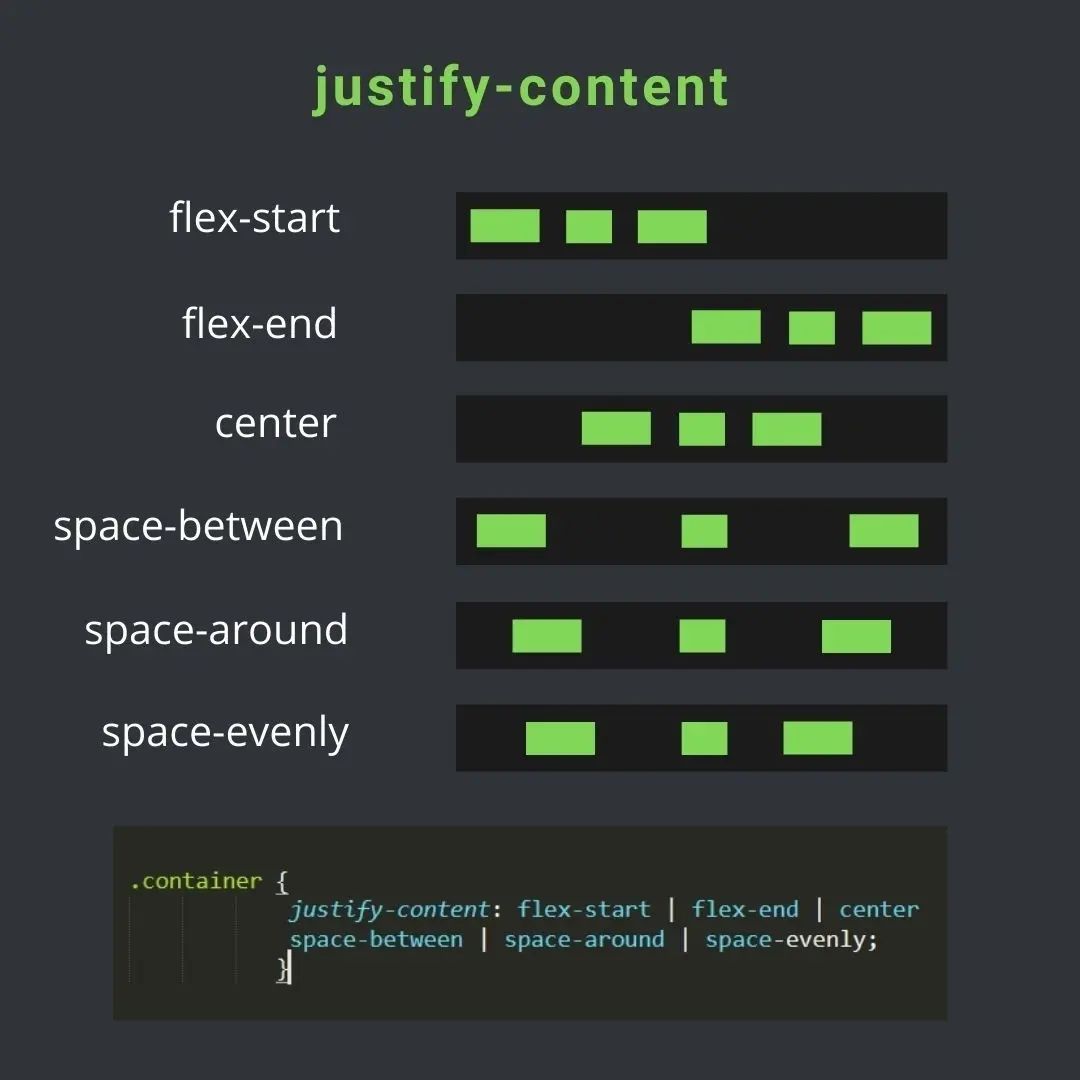 justify-content
flex-start
flex-end
center
space-between
space-around
space-evenly
.container {
justify-content: flex-start | flex-end | center
space-between | space-around | space-evenly;
}